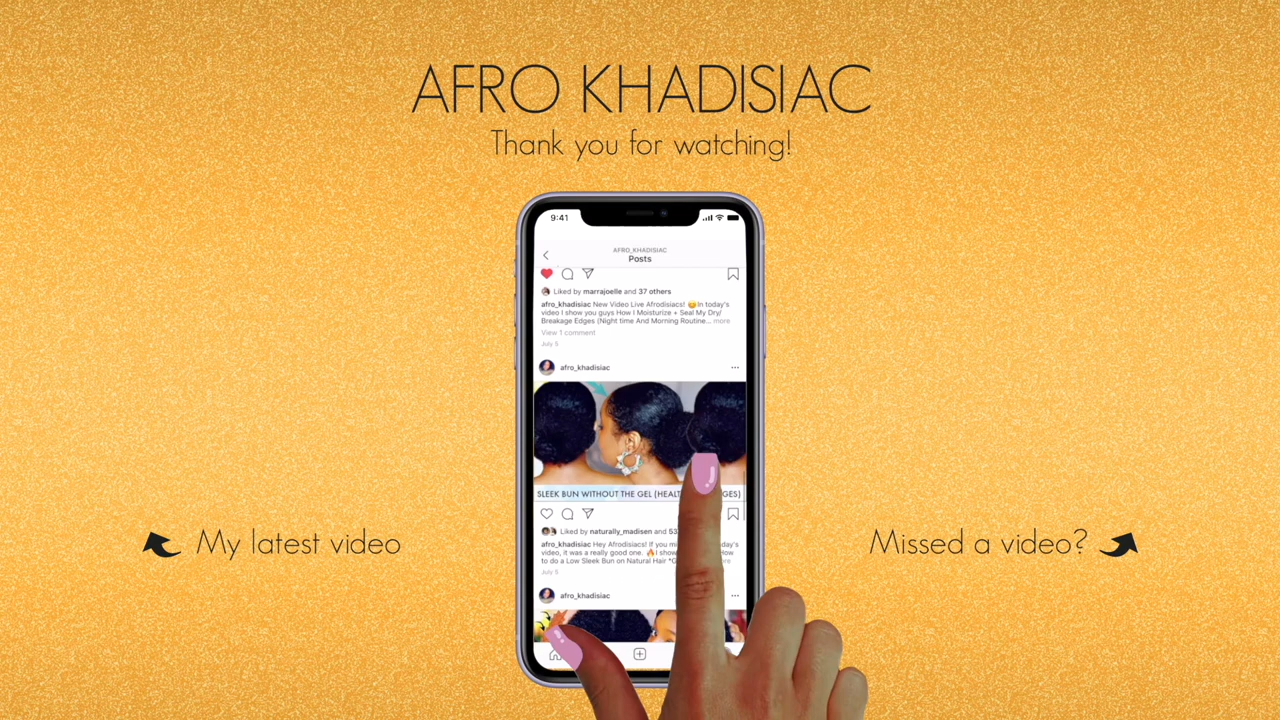 AFRO KHADISIAC
Thank you for watching!
9:41
AFRO_KHADISIAC
Posts
Liked by marrajoelle and 37 others
afro_khadisiac New Video Live Afrodisiacs! 😋In today's
video I show you guys How I Moisturize + Seal My Dry/
Breakage Edges (Night time And Morning Routine... more
View 1 comment
July 5
afro_khadisiac
SLEEK BUN WITHOUT THE GEL (HEAL GES)
Liked by naturally_madisen and 53
afro_khadisiac Hey Afrodisiacs! If you mi day's
video, it was a really good one. 🔥I show How
to do a Low Sleek Bun on Natural Hair
July 5
afro_khadisiac
My latest video
Missed a video?